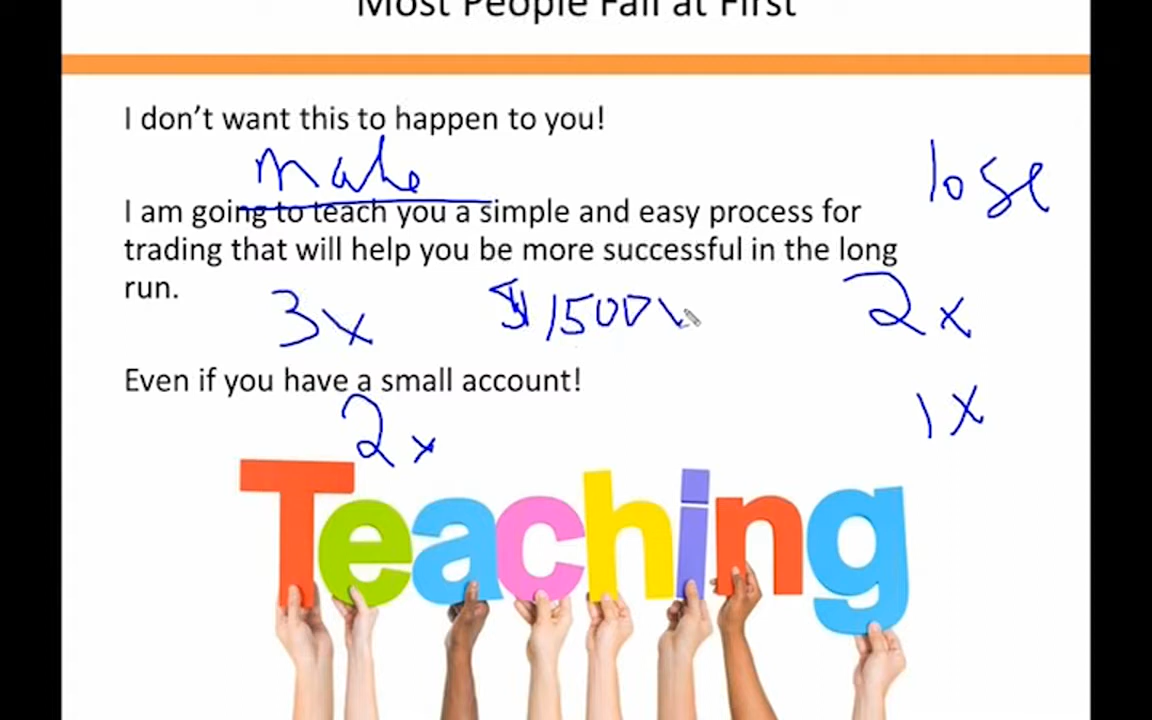 Most People Fail at First
I don't want this to happen to you!
make
lose
I am going to teach you a simple and easy process for
trading that will help you be more successful in the long
run.
3x $1500 2x
Even if you have a small account!
2x 1x
Teaching